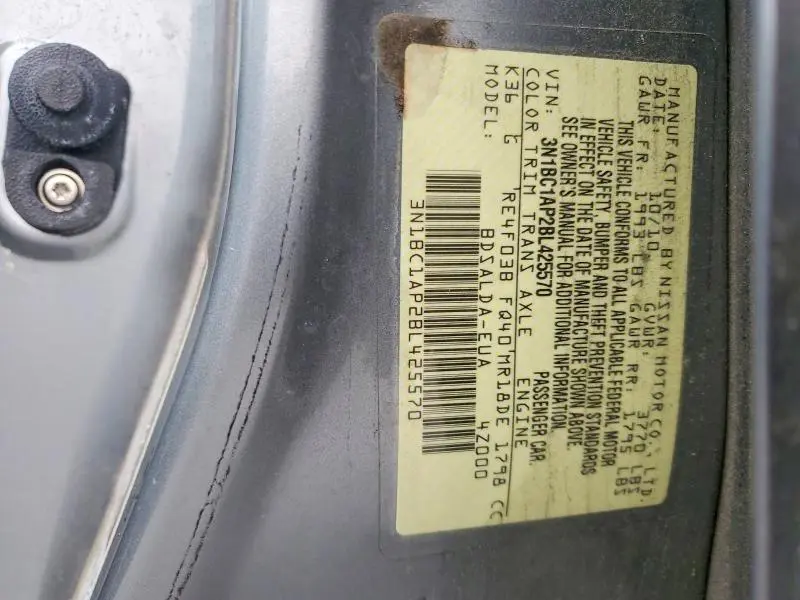 MANUFACTURED BY NISSAN MOTOR CO., LTD.
DATE: 10/10 GVWR: 3770 LBS
GAWR FR: 1993 LBS GAWR RR: 1795 LBS
THIS VEHICLE CONFORMS TO ALL APPLICABLE FEDERAL MOTOR
VEHICLE SAFETY, BUMPER AND THEFT PREVENTION STANDARDS
IN EFFECT ON THE DATE OF MANUFACTURE SHOWN ABOVE.
SEE OWNER'S MANUAL FOR ADDITIONAL INFORMATION.
VIN: 3N1BC1AP2BL425570 PASSENGER CAR
COLOR TRIM TRANS AXLE ENGINE
K36 G RE4F03B FQ40 MR18DE 1798 CC
MODEL: BDSALDA-EUA 4Z000
3N1BC1AP2BL425570